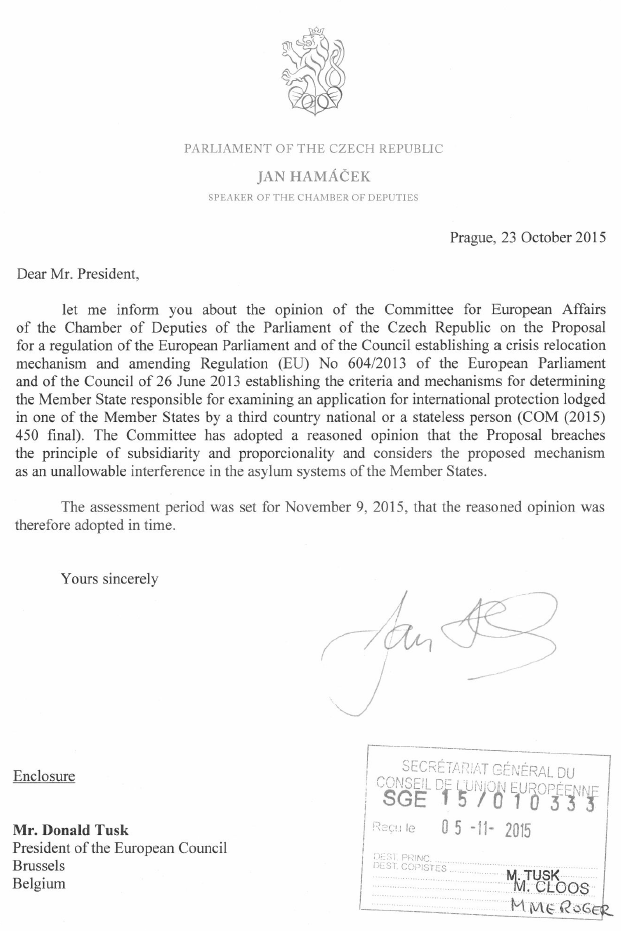 PARLIAMENT OF THE CZECH REPUBLIC
JAN HAMÁČEK
SPEAKER OF THE CHAMBER OF DEPUTIES
Prague, 23 October 2015
Dear Mr. President,
let me inform you about the opinion of the Committee for European Affairs
of the Chamber of Deputies of the Parliament of the Czech Republic on the Proposal
for a regulation of the European Parliament and of the Council establishing a crisis relocation
mechanism and amending Regulation (EU) No 604/2013 of the European Parliament
and of the Council of 26 June 2013 establishing the criteria and mechanisms for determining
the Member State responsible for examining an application for international protection lodged
in one of the Member States by a third country national or a stateless person (COM (2015)
450 final). The Committee has adopted a reasoned opinion that the Proposal breaches
the principle of subsidiarity and proporcionality and considers the proposed mechanism
as an unallowable interference in the asylum systems of the Member States.
The assessment period was set for November 9, 2015, that the reasoned opinion was
therefore adopted in time.
Yours sincerely
Jan
Enclosure
Mr. Donald Tusk
President of the European Council
Brussels
Belgium
SECRÉTARIAT GÉNÉRAL DU
CONSEIL DE L'UNION EUROPÉENNE
SGE 15/010333
Reçu le 05-11-2015
DEST. PRINC.
DEST. COPISTES
M. TUSK
M. CLOOS
MME ROGER